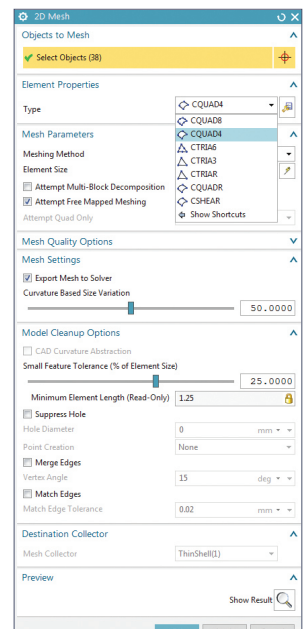 2D Mesh
Objects to Mesh
Select Objects (38)
Element Properties
Type
CQUAD4
CQUAD8
CQUAD4
CTRIA6
CTRIA3
CTRIAR
CQUADR
CSHEAR
Show Shortcuts
Mesh Parameters
Meshing Method
Element Size
Attempt Multi-Block Decomposition
Attempt Free Mapped Meshing
Attempt Quad Only
Mesh Quality Options
Mesh Settings
Export Mesh to Solver
Curvature Based Size Variation
50.0000
Model Cleanup Options
CAD Curvature Abstraction
Small Feature Tolerance (% of Element Size)
25.0000
Minimum Element Length (Read-Only) 1.25
Suppress Hole
Hole Diameter 0 mm
Point Creation None
Merge Edges
Vertex Angle 15 deg
Match Edges
Match Edge Tolerance 0.02 mm
Destination Collector
Mesh Collector ThinShell(1)
Preview
Show Result